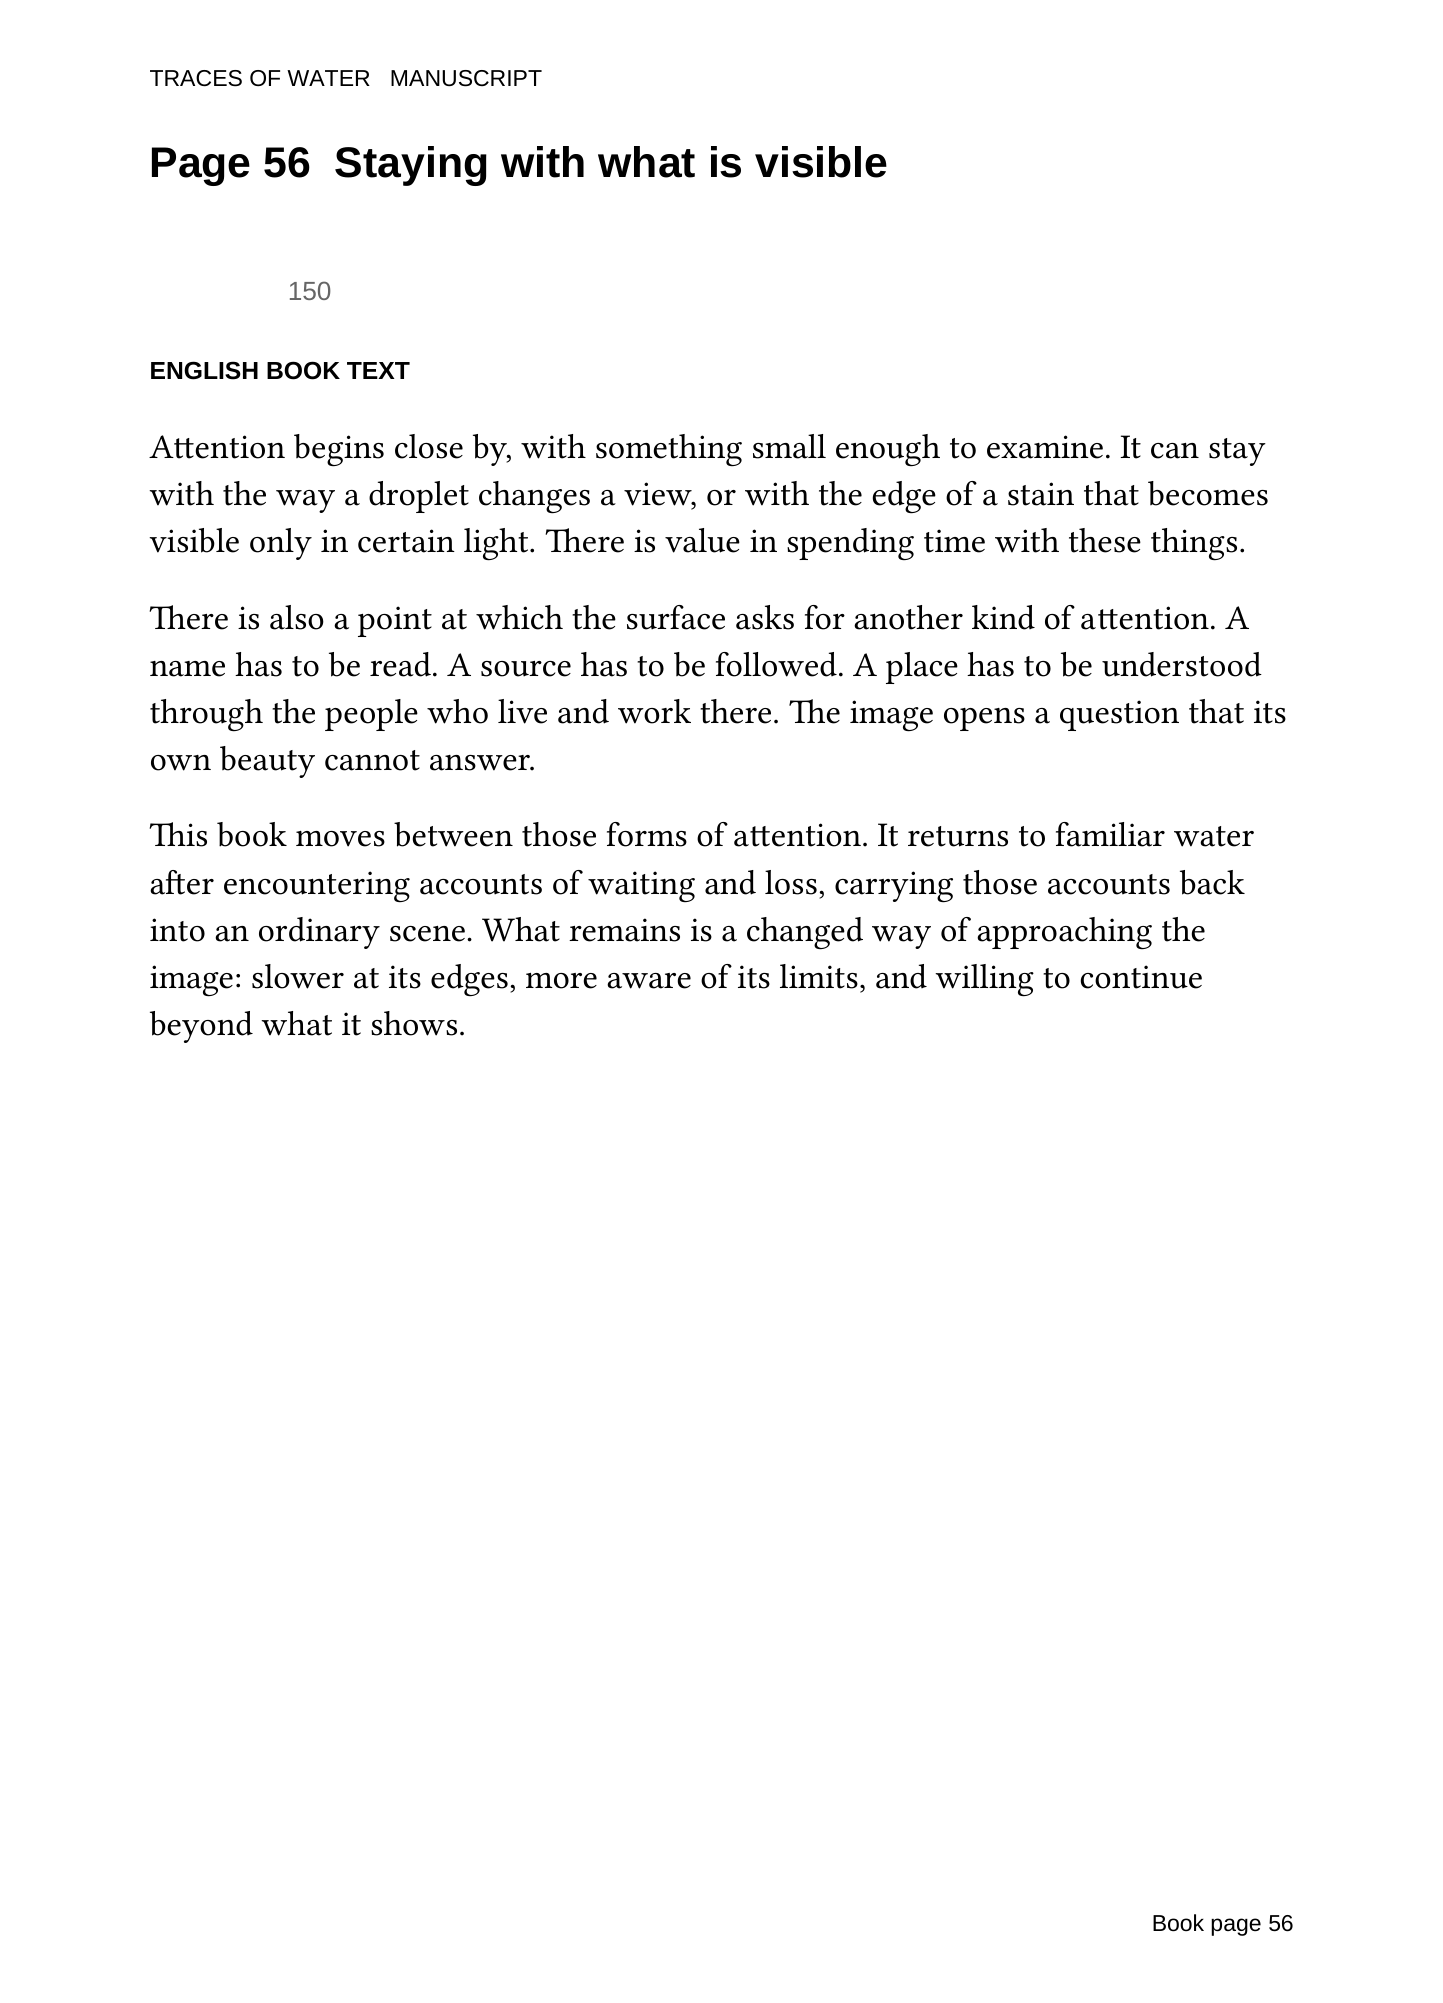 TRACES OF WATER   MANUSCRIPT
Page 56  Staying with what is visible
150
ENGLISH BOOK TEXT
Attention begins close by, with something small enough to examine. It can stay
with the way a droplet changes a view, or with the edge of a stain that becomes
visible only in certain light. There is value in spending time with these things.
There is also a point at which the surface asks for another kind of attention. A
name has to be read. A source has to be followed. A place has to be understood
through the people who live and work there. The image opens a question that its
own beauty cannot answer.
This book moves between those forms of attention. It returns to familiar water
after encountering accounts of waiting and loss, carrying those accounts back
into an ordinary scene. What remains is a changed way of approaching the
image: slower at its edges, more aware of its limits, and willing to continue
beyond what it shows.
Book page 56